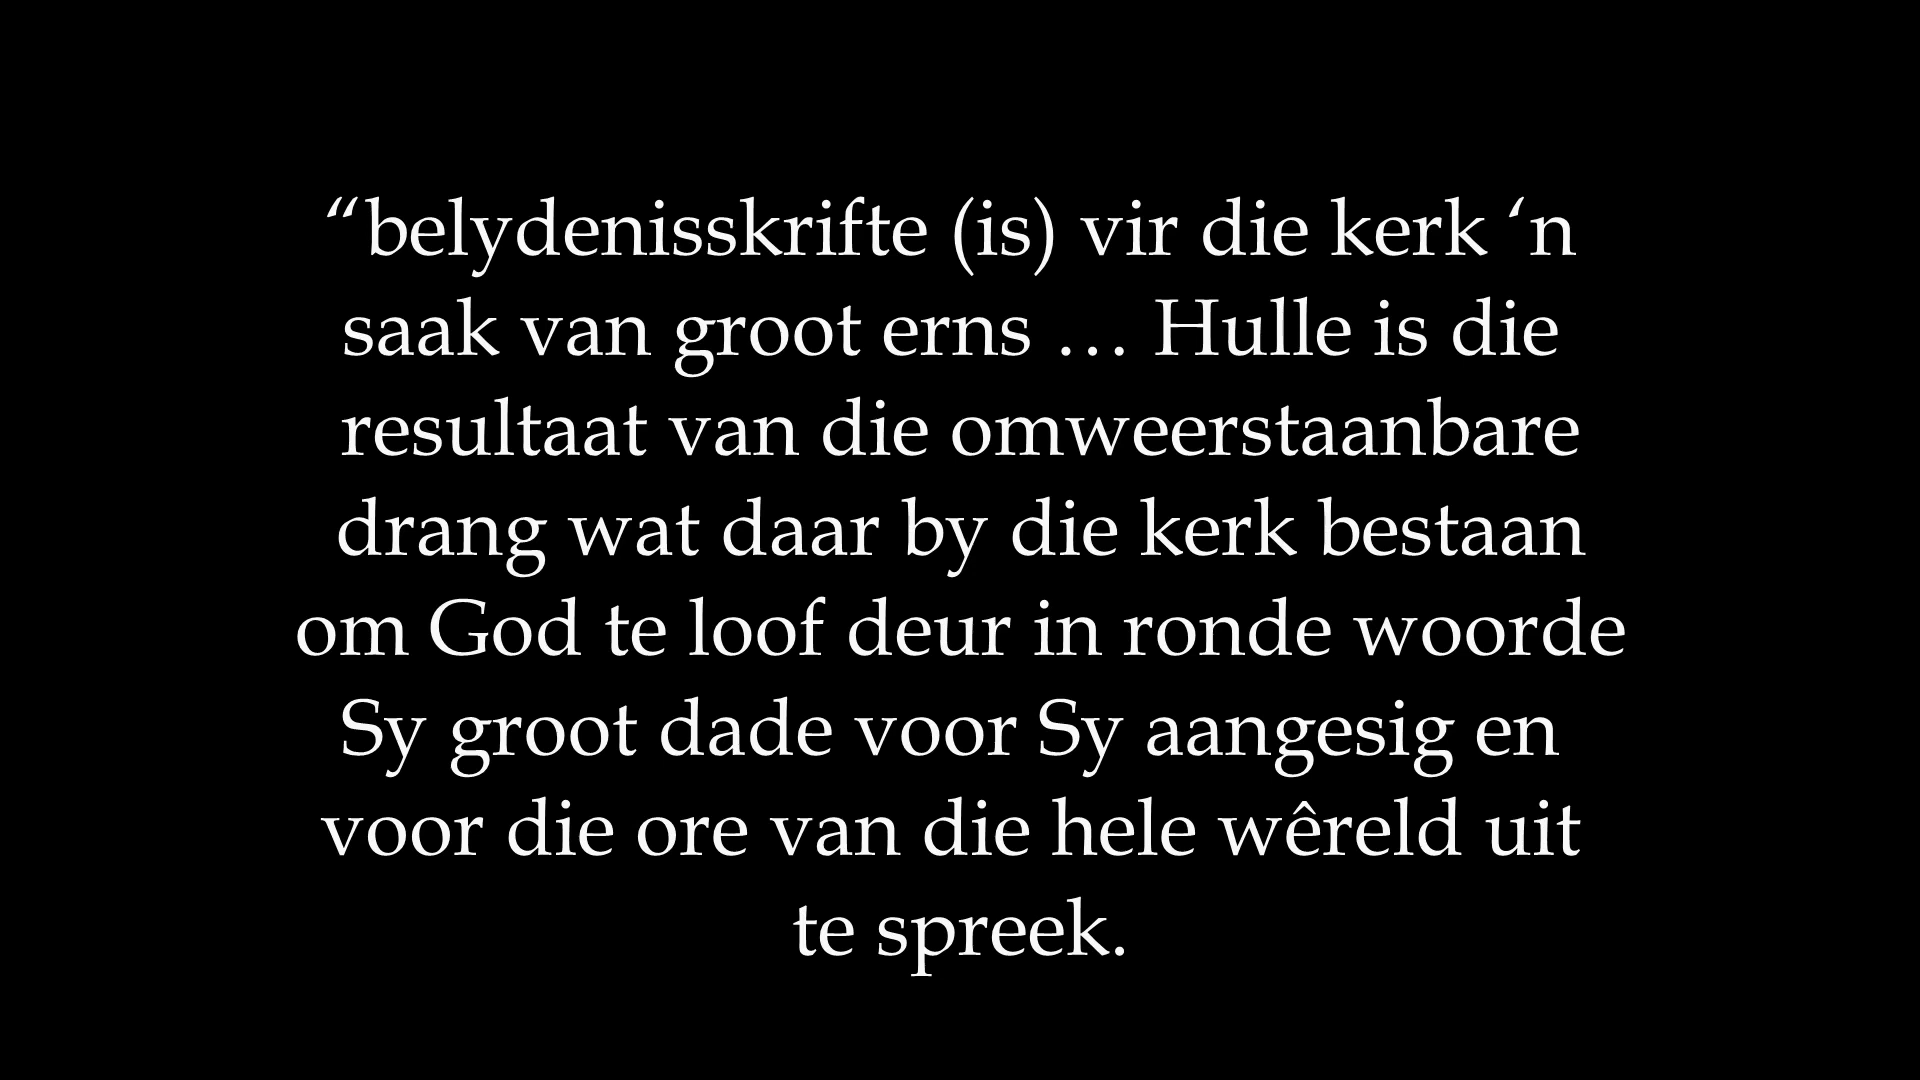 “belydenisskrifte (is) vir die kerk ‘n
saak van groot erns … Hulle is die
resultaat van die omweerstaanbare
drang wat daar by die kerk bestaan
om God te loof deur in ronde woorde
Sy groot dade voor Sy aangesig en
voor die ore van die hele wêreld uit
te spreek.